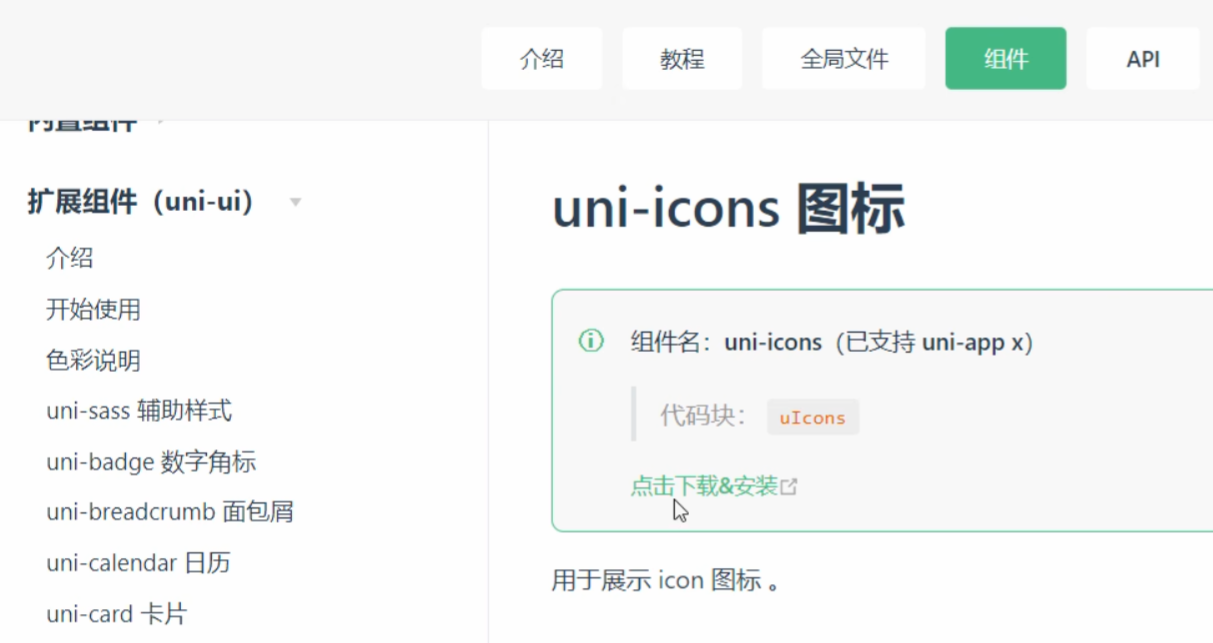 介绍 教程 全局文件 组件 API
内置组件
扩展组件（uni-ui）
介绍
开始使用
色彩说明
uni-sass 辅助样式
uni-badge 数字角标
uni-breadcrumb 面包屑
uni-calendar 日历
uni-card 卡片
uni-icons 图标
组件名：uni-icons（已支持 uni-app x）
代码块： uIcons
点击下载&安装
用于展示 icon 图标 。